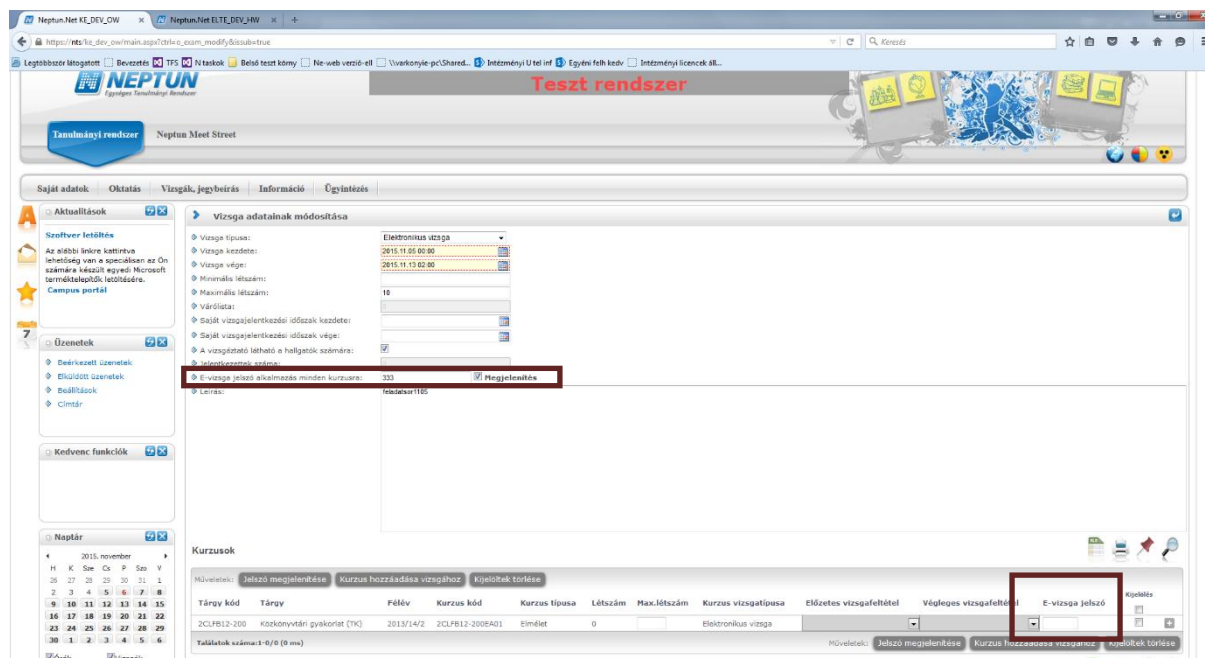 Neptun.Net KE_DEV_OW × Neptun.Net ELTE_DEV_HW × +
https://nts/ke_dev_ow/main.aspx?ctrl=o_exam_modify&issub=true Keresés
Legtöbbször látogatott Bevezetés TFS N taskok Belső teszt körny Ne-web verzió-ell \\varkonyie-pc\Shared... Intézményi U tel inf Egyéni felh kedv Intézményi licencek áll...
NEPTUN
Egységes Tanulmányi Rendszer
Teszt rendszer
Tanulmányi rendszer Neptun Meet Street
Saját adatok Oktatás Vizsgák, jegybeírás Információ Ügyintézés
Aktualitások
Szoftver letöltés
Az alábbi linkre kattintva
lehetőség van a speciálisan az Ön
számára készült egyedi Microsoft
terméktelepítők letöltésére.
Campus portál
7
Üzenetek
Beérkezett üzenetek
Elküldött üzenetek
Beállítások
Címtár
Kedvenc funkciók
Naptár
2015. november
H K Sze Cs P Szo V
26 27 28 29 30 31 1
2 3 4 5 6 7 8
9 10 11 12 13 14 15
16 17 18 19 20 21 22
23 24 25 26 27 28 29
30 1 2 3 4 5 6
Vizsga adatainak módosítása
Vizsga típusa: Elektronikus vizsga
Vizsga kezdete: 2015.11.05 00:00
Vizsga vége: 2015.11.13 02:00
Minimális létszám:
Maximális létszám: 10
Várólista:
Saját vizsgajelentkezési időszak kezdete:
Saját vizsgajelentkezési időszak vége:
A vizsgáztató látható a hallgatók számára:
Jelentkezettek száma:
E-vizsga jelszó alkalmazás minden kurzusra: 333 Megjelenítés
Leírás: feladatsor1105
Kurzusok
Műveletek: Jelszó megjelenítése Kurzus hozzáadása vizsgához Kijelöltek törlése
Tárgy kód Tárgy Félév Kurzus kód Kurzus típusa Létszám Max.létszám Kurzus vizsgatípusa Előzetes vizsgafeltétel Végleges vizsgafeltétel E-vizsga jelszó Kijelölés
2CLFB12-200 Közkönyvtári gyakorlat (TK) 2013/14/2 2CLFB12-200EA01 Elmélet 0 Elektronikus vizsga
Találatok száma:1-0/0 (0 ms) Műveletek: Jelszó megjelenítése Kurzus hozzáadása vizsgához Kijelöltek törlése